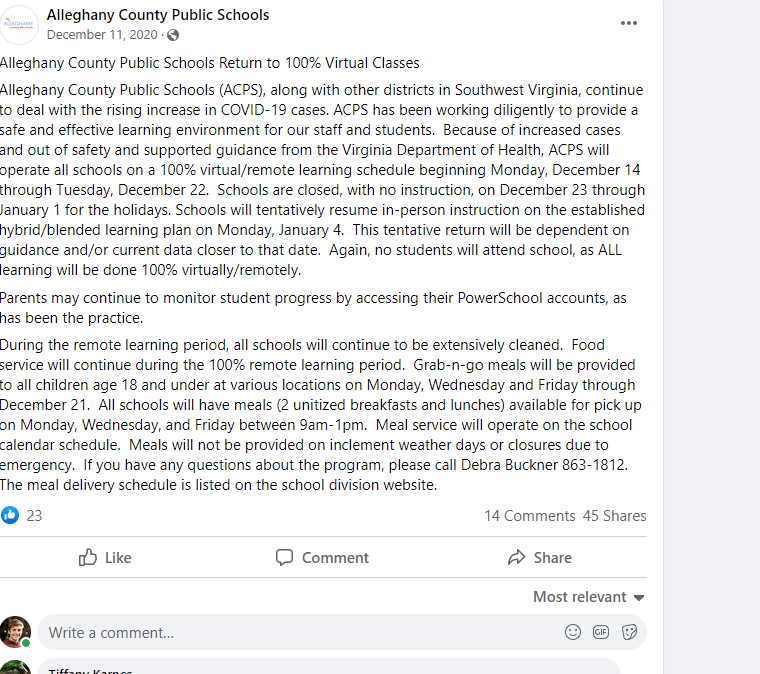 Alleghany County Public Schools
December 11, 2020 ·
ALLEGHANY
Alleghany County Public Schools Return to 100% Virtual Classes
Alleghany County Public Schools (ACPS), along with other districts in Southwest Virginia, continue
to deal with the rising increase in COVID-19 cases. ACPS has been working diligently to provide a
safe and effective learning environment for our staff and students.  Because of increased cases
and out of safety and supported guidance from the Virginia Department of Health, ACPS will
operate all schools on a 100% virtual/remote learning schedule beginning Monday, December 14
through Tuesday, December 22.  Schools are closed, with no instruction, on December 23 through
January 1 for the holidays. Schools will tentatively resume in-person instruction on the established
hybrid/blended learning plan on Monday, January 4.  This tentative return will be dependent on
guidance and/or current data closer to that date.  Again, no students will attend school, as ALL
learning will be done 100% virtually/remotely.
Parents may continue to monitor student progress by accessing their PowerSchool accounts, as
has been the practice.
During the remote learning period, all schools will continue to be extensively cleaned.  Food
service will continue during the 100% remote learning period.  Grab-n-go meals will be provided
to all children age 18 and under at various locations on Monday, Wednesday and Friday through
December 21.  All schools will have meals (2 unitized breakfasts and lunches) available for pick up
on Monday, Wednesday, and Friday between 9am-1pm.  Meal service will operate on the school
calendar schedule.  Meals will not be provided on inclement weather days or closures due to
emergency.  If you have any questions about the program, please call Debra Buckner 863-1812.
The meal delivery schedule is listed on the school division website.
23 14 Comments 45 Shares
Like Comment Share
Most relevant
Write a comment... GIF
Tiffany Karnes